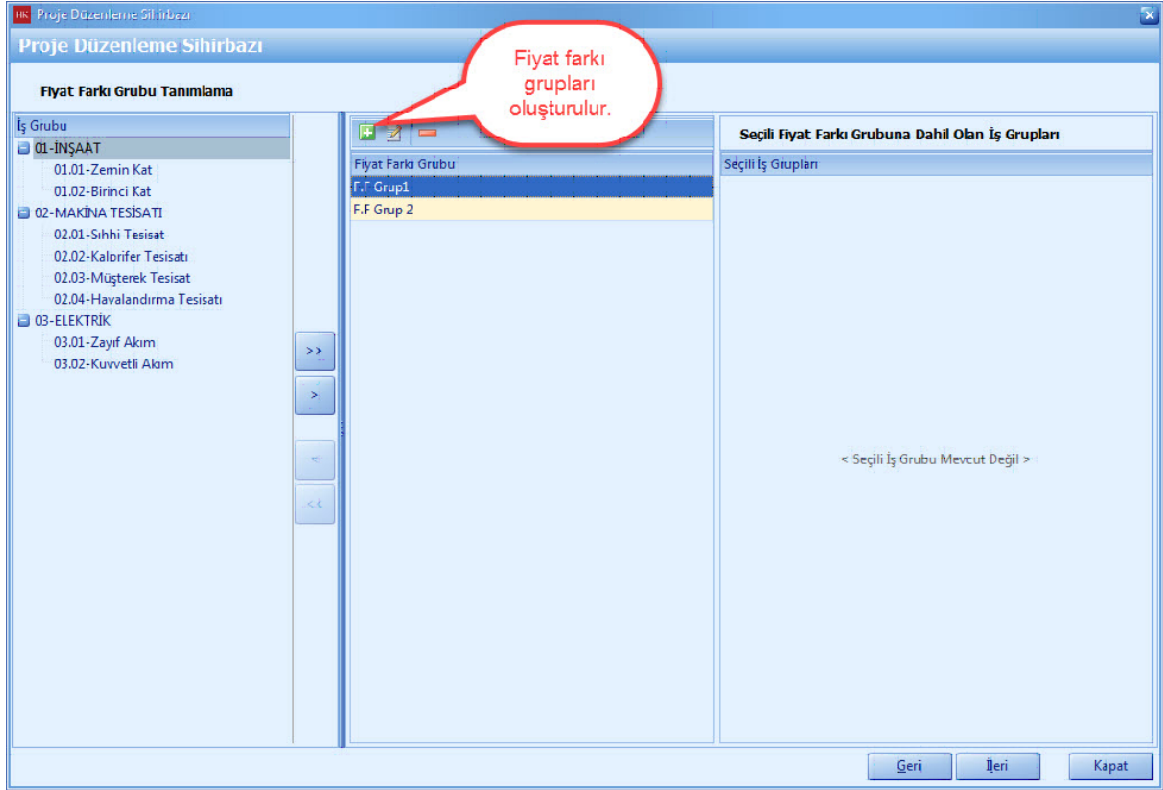 HK Proje Düzenleme Sihirbazı
Proje Düzenleme Sihirbazı
Fiyat Farkı Grubu Tanımlama
Fiyat farkı
grupları
oluşturulur.
İş Grubu
01-İNŞAAT
01.01-Zemin Kat
01.02-Birinci Kat
02-MAKİNA TESİSATI
02.01-Sıhhi Tesisat
02.02-Kalorifer Tesisatı
02.03-Müşterek Tesisat
02.04-Havalandırma Tesisatı
03-ELEKTRİK
03.01-Zayıf Akım
03.02-Kuvvetli Akım
>>
>
<
<<
Fiyat Farkı Grubu
F.F Grup1
F.F Grup 2
Seçili Fiyat Farkı Grubuna Dahil Olan İş Grupları
Seçili İş Grupları
< Seçili İş Grubu Mevcut Değil >
Geri
İleri
Kapat